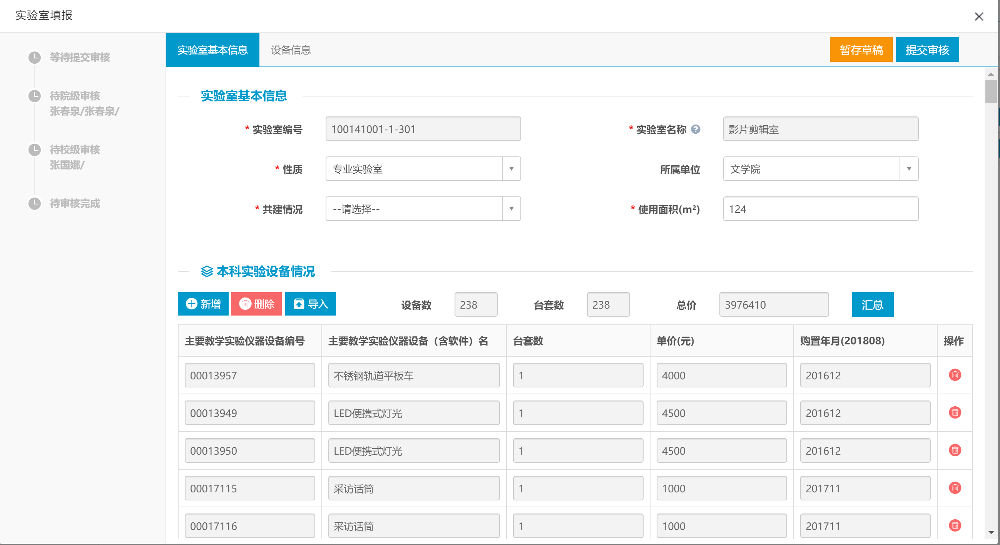 实验室填报
等待提交审核
待院级审核
张春泉/张春泉/
待校级审核
张国娜/
待审核完成
实验室基本信息 设备信息 暂存草稿 提交审核
实验室基本信息
* 实验室编号 100141001-1-301 * 实验室名称 影片剪辑室
* 性质 专业实验室 所属单位 文学院
* 共建情况 --请选择-- * 使用面积(m²) 124
本科实验设备情况
新增 删除 导入 设备数 238 台套数 238 总价 3976410 汇总
主要教学实验仪器设备编号 主要教学实验仪器设备（含软件）名 台套数 单价(元) 购置年月(201808) 操作
00013957 不锈钢轨道平板车 1 4000 201612
00013949 LED便携式灯光 1 4500 201612
00013950 LED便携式灯光 1 4500 201612
00017115 采访话筒 1 1000 201711
00017116 采访话筒 1 1000 201711